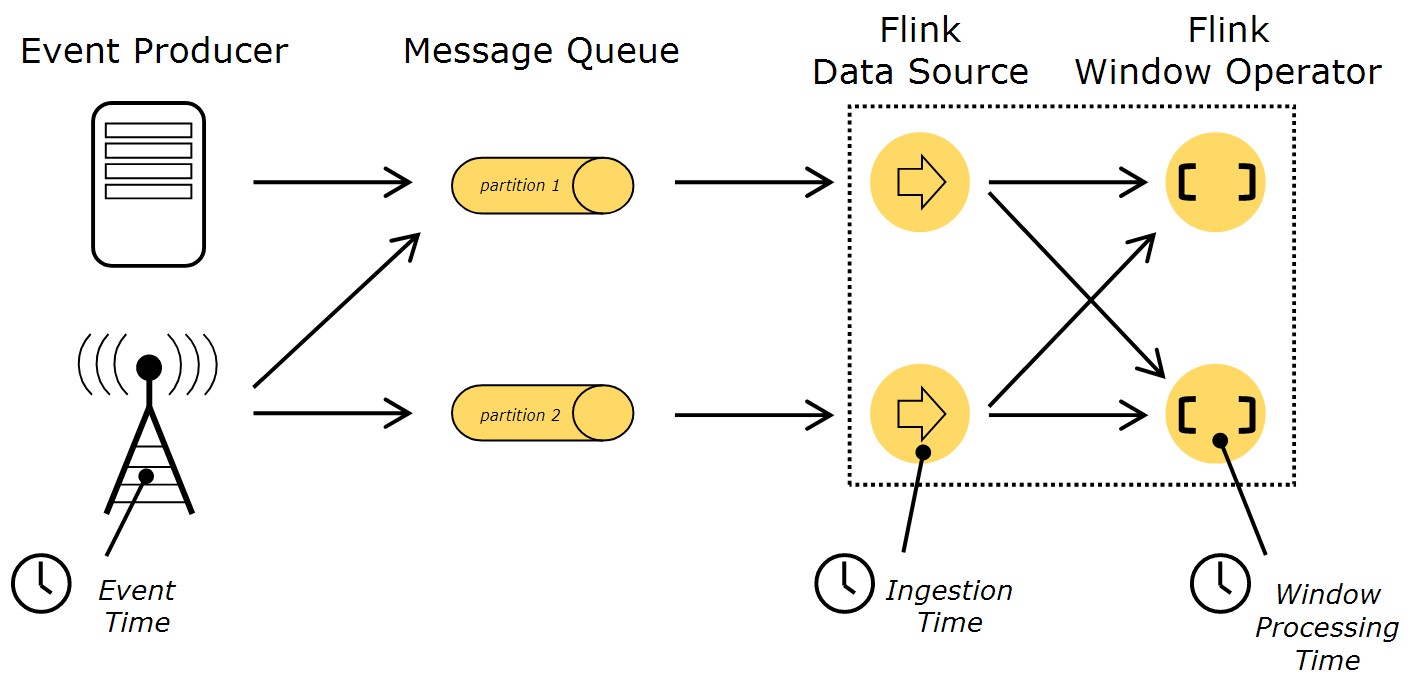 Event Producer
Message Queue
Flink
Data Source
Flink
Window Operator
partition 1
partition 2
Event
Time
Ingestion
Time
Window
Processing
Time